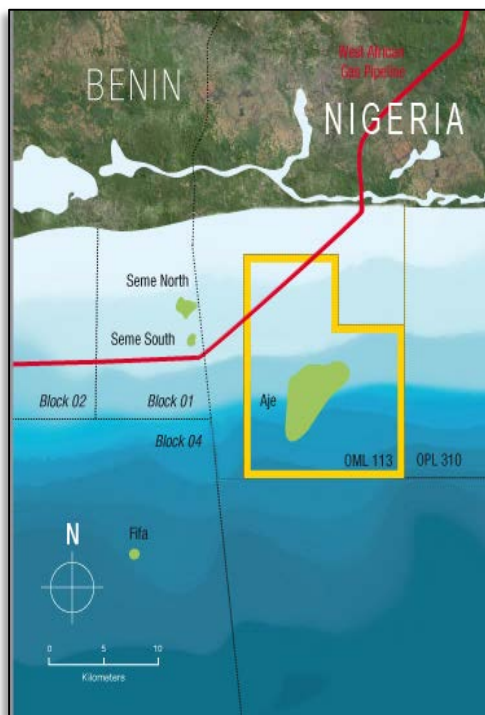 West African
Gas Pipeline
BENIN
NIGERIA
Seme North
Seme South
Block 02
Block 01
Aje
Block 04
OML 113
OPL 310
N
Fifa
0 5 10
Kilometers